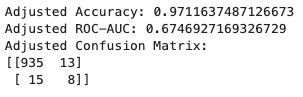 Adjusted Accuracy: 0.9711637487126673
Adjusted ROC-AUC: 0.6746927169326729
Adjusted Confusion Matrix:
[[935  13]
 [ 15   8]]